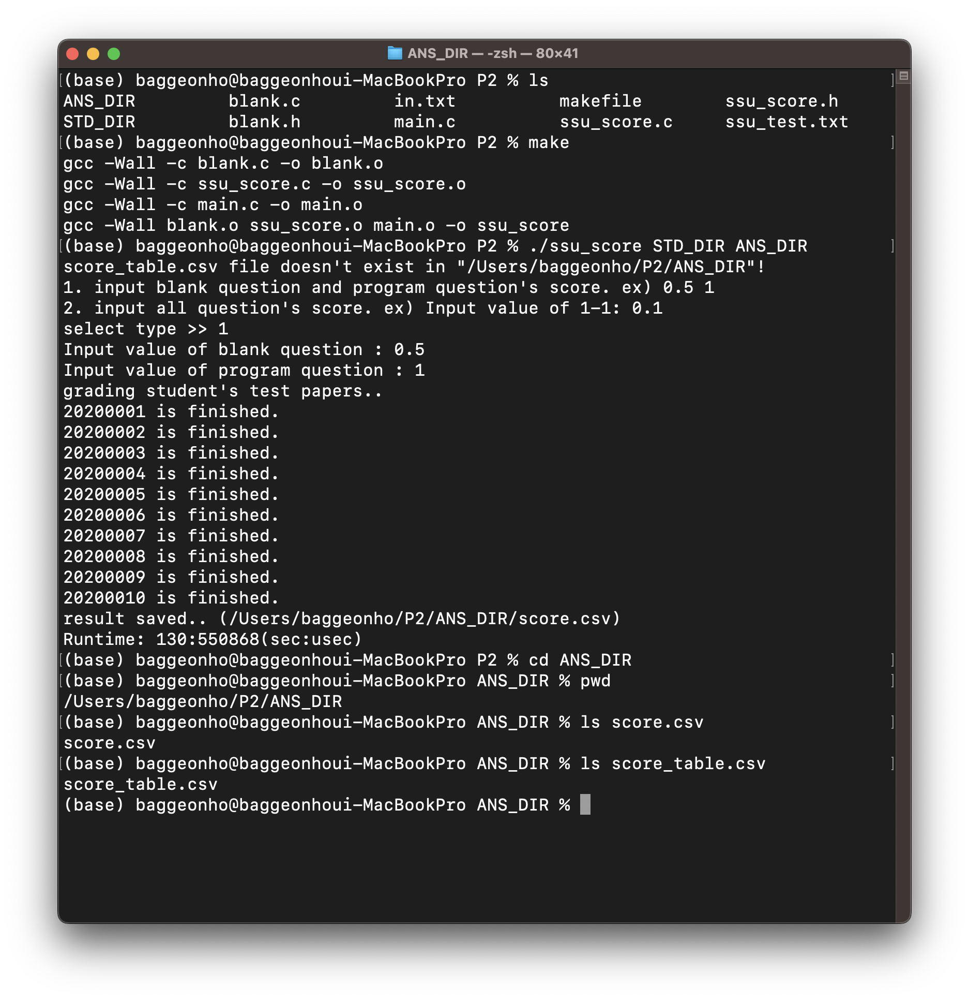 ANS_DIR — -zsh — 80×41
(base) baggeonho@baggeonhoui-MacBookPro P2 % ls
ANS_DIR blank.c in.txt makefile ssu_score.h
STD_DIR blank.h main.c ssu_score.c ssu_test.txt
(base) baggeonho@baggeonhoui-MacBookPro P2 % make
gcc -Wall -c blank.c -o blank.o
gcc -Wall -c ssu_score.c -o ssu_score.o
gcc -Wall -c main.c -o main.o
gcc -Wall blank.o ssu_score.o main.o -o ssu_score
(base) baggeonho@baggeonhoui-MacBookPro P2 % ./ssu_score STD_DIR ANS_DIR
score_table.csv file doesn't exist in "/Users/baggeonho/P2/ANS_DIR"!
1. input blank question and program question's score. ex) 0.5 1
2. input all question's score. ex) Input value of 1-1: 0.1
select type >> 1
Input value of blank question : 0.5
Input value of program question : 1
grading student's test papers..
20200001 is finished.
20200002 is finished.
20200003 is finished.
20200004 is finished.
20200005 is finished.
20200006 is finished.
20200007 is finished.
20200008 is finished.
20200009 is finished.
20200010 is finished.
result saved.. (/Users/baggeonho/P2/ANS_DIR/score.csv)
Runtime: 130:550868(sec:usec)
(base) baggeonho@baggeonhoui-MacBookPro P2 % cd ANS_DIR
(base) baggeonho@baggeonhoui-MacBookPro ANS_DIR % pwd
/Users/baggeonho/P2/ANS_DIR
(base) baggeonho@baggeonhoui-MacBookPro ANS_DIR % ls score.csv
score.csv
(base) baggeonho@baggeonhoui-MacBookPro ANS_DIR % ls score_table.csv
score_table.csv
(base) baggeonho@baggeonhoui-MacBookPro ANS_DIR %